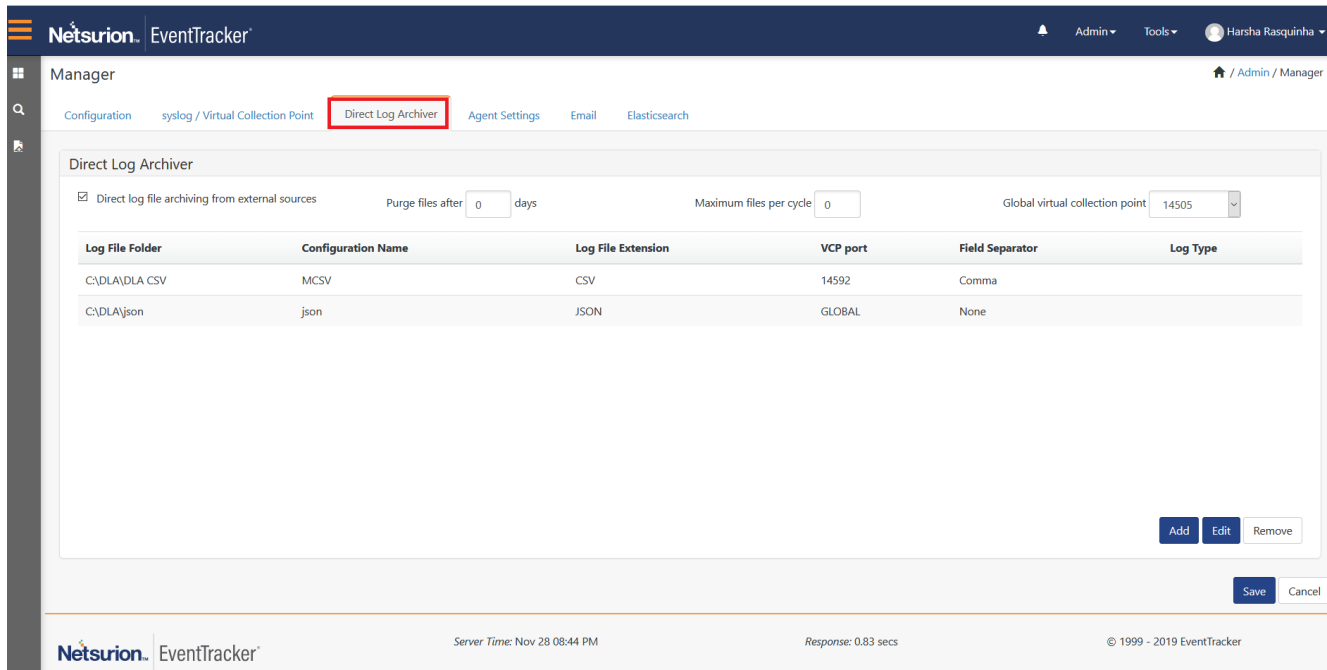 Netsurion™ EventTracker®
Admin Tools Harsha Rasquinha
Manager
/ Admin / Manager
Configuration syslog / Virtual Collection Point Direct Log Archiver Agent Settings Email Elasticsearch
Direct Log Archiver
Direct log file archiving from external sources Purge files after 0 days Maximum files per cycle 0 Global virtual collection point 14505
Log File Folder Configuration Name Log File Extension VCP port Field Separator Log Type
C:\DLA\DLA CSV MCSV CSV 14592 Comma
C:\DLA\json json JSON GLOBAL None
Add Edit Remove
Save Cancel
Netsurion™ EventTracker®
Server Time: Nov 28 08:44 PM Response: 0.83 secs © 1999 - 2019 EventTracker